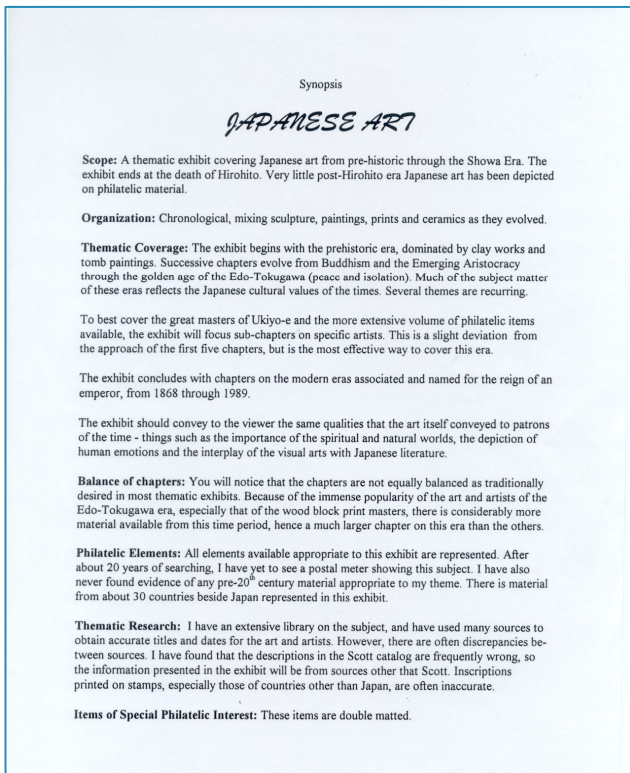 Synopsis
JAPANESE ART
Scope: A thematic exhibit covering Japanese art from pre-historic through the Showa Era. The
exhibit ends at the death of Hirohito. Very little post-Hirohito era Japanese art has been depicted
on philatelic material.
Organization: Chronological, mixing sculpture, paintings, prints and ceramics as they evolved.
Thematic Coverage: The exhibit begins with the prehistoric era, dominated by clay works and
tomb paintings. Successive chapters evolve from Buddhism and the Emerging Aristocracy
through the golden age of the Edo-Tokugawa (peace and isolation). Much of the subject matter
of these eras reflects the Japanese cultural values of the times. Several themes are recurring.
To best cover the great masters of Ukiyo-e and the more extensive volume of philatelic items
available, the exhibit will focus sub-chapters on specific artists. This is a slight deviation from
the approach of the first five chapters, but is the most effective way to cover this era.
The exhibit concludes with chapters on the modern eras associated and named for the reign of an
emperor, from 1868 through 1989.
The exhibit should convey to the viewer the same qualities that the art itself conveyed to patrons
of the time - things such as the importance of the spiritual and natural worlds, the depiction of
human emotions and the interplay of the visual arts with Japanese literature.
Balance of chapters: You will notice that the chapters are not equally balanced as traditionally
desired in most thematic exhibits. Because of the immense popularity of the art and artists of the
Edo-Tokugawa era, especially that of the wood block print masters, there is considerably more
material available from this time period, hence a much larger chapter on this era than the others.
Philatelic Elements: All elements available appropriate to this exhibit are represented. After
about 20 years of searching, I have yet to see a postal meter showing this subject. I have also
never found evidence of any pre-20th century material appropriate to my theme. There is material
from about 30 countries beside Japan represented in this exhibit.
Thematic Research: I have an extensive library on the subject, and have used many sources to
obtain accurate titles and dates for the art and artists. However, there are often discrepancies be-
tween sources. I have found that the descriptions in the Scott catalog are frequently wrong, so
the information presented in the exhibit will be from sources other that Scott. Inscriptions
printed on stamps, especially those of countries other than Japan, are often inaccurate.
Items of Special Philatelic Interest: These items are double matted.